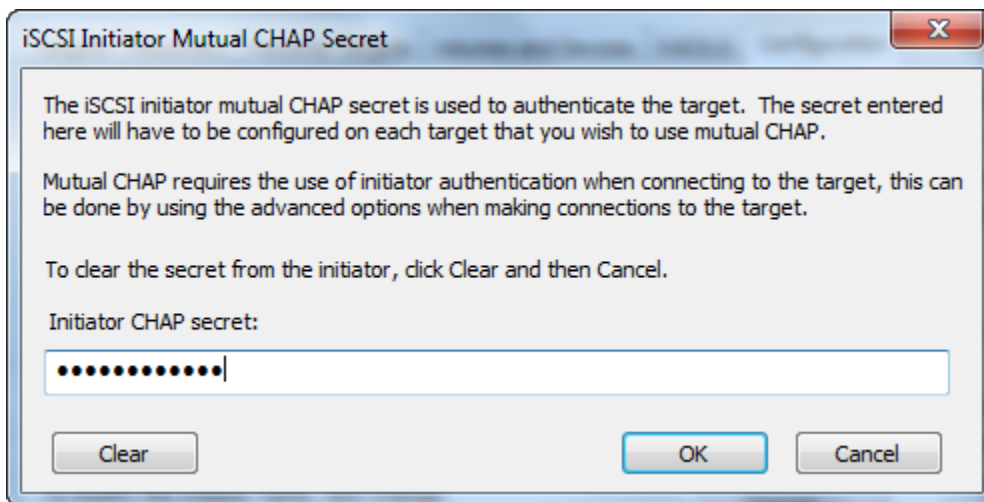 iSCSI Initiator Mutual CHAP Secret
The iSCSI initiator mutual CHAP secret is used to authenticate the target.  The secret entered
here will have to be configured on each target that you wish to use mutual CHAP.
Mutual CHAP requires the use of initiator authentication when connecting to the target, this can
be done by using the advanced options when making connections to the target.
To clear the secret from the initiator, click Clear and then Cancel.
Initiator CHAP secret:
••••••••••••
Clear
OK
Cancel